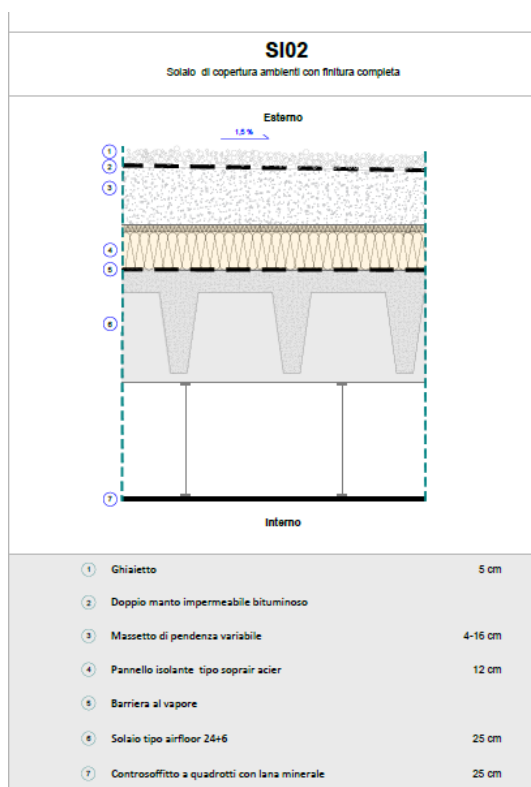 SI02
Solaio di copertura ambienti con finitura completa
Esterno
1,5 %
1
2
3
4
5
6
7
Interno
1 Ghiaietto 5 cm
2 Doppio manto impermeabile bituminoso
3 Massetto di pendenza variabile 4-16 cm
4 Pannello isolante tipo soprair acier 12 cm
5 Barriera al vapore
6 Solaio tipo airfloor 24+6 25 cm
7 Controsoffitto a quadrotti con lana minerale 25 cm